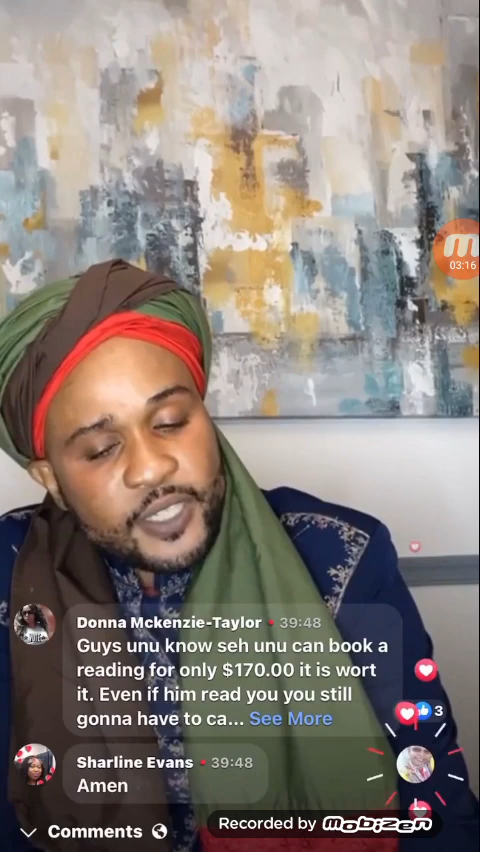 03:16
Donna Mckenzie-Taylor • 39:48
Guys unu know seh unu can book a
reading for only $170.00 it is wort
it. Even if him read you you still
gonna have to ca... See More
3
Sharline Evans • 39:48
Amen
Comments
Recorded by Mobizen